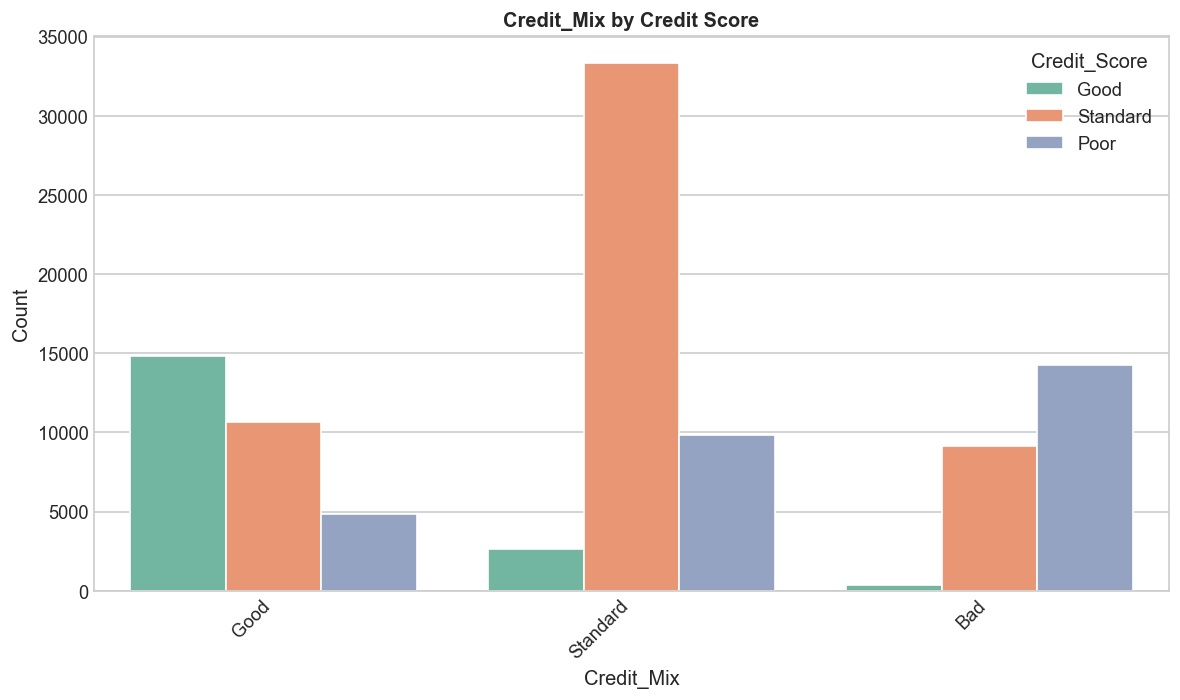 Credit_Mix by Credit Score
35000
30000
25000
20000
15000
10000
5000
0
Count
Credit_Score
Good
Standard
Poor
Good
Standard
Bad
Credit_Mix